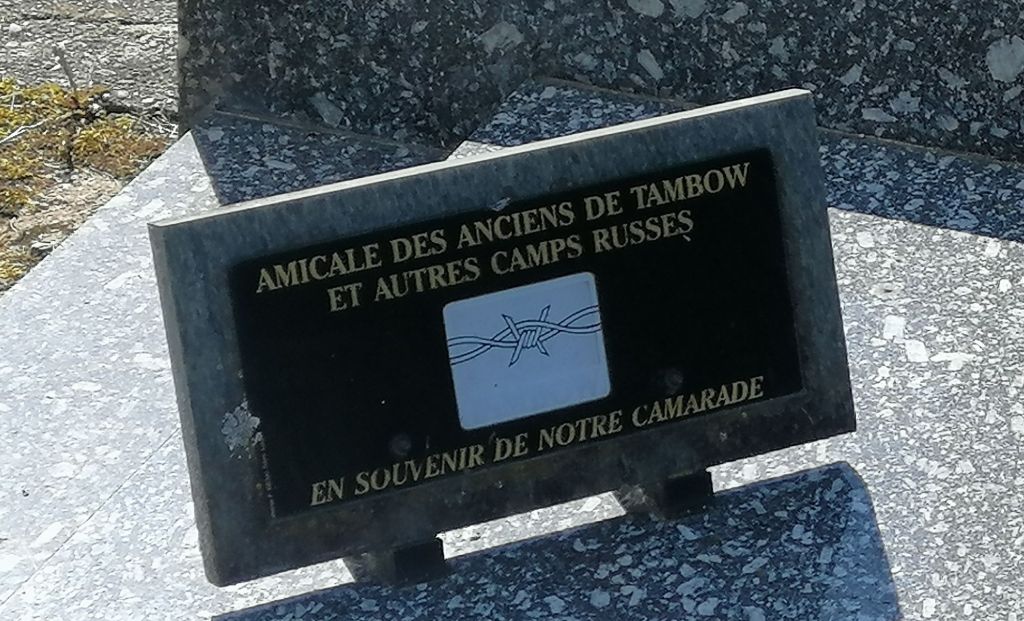 AMICALE DES ANCIENS DE TAMBOW
ET AUTRES CAMPS RUSSES
EN SOUVENIR DE NOTRE CAMARADE